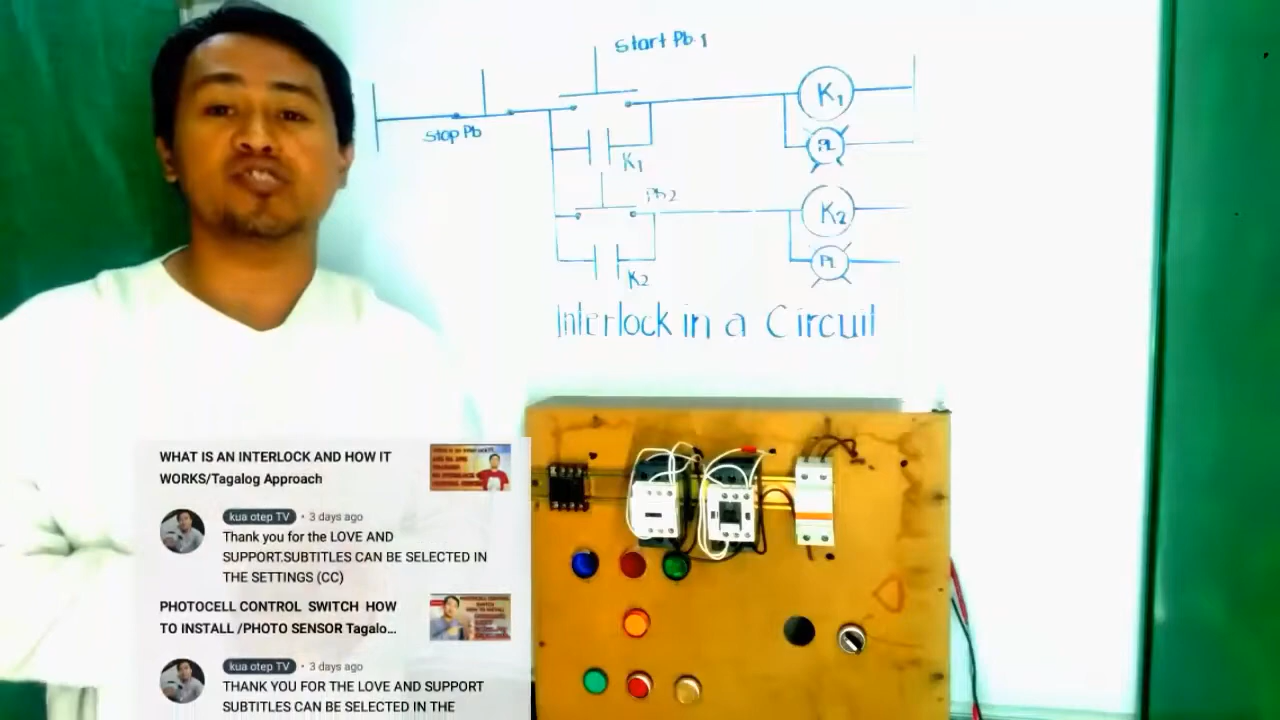 Start Pb 1
Stop Pb
K1
PL
K1
Pb2
K2
PL
K2
Interlock in a Circuit
WHAT IS AN INTERLOCK AND HOW IT
WORKS/Tagalog Approach
kua otep TV • 3 days ago
Thank you for the LOVE AND
SUPPORT.SUBTITLES CAN BE SELECTED IN
THE SETTINGS (CC)
PHOTOCELL CONTROL SWITCH HOW
TO INSTALL /PHOTO SENSOR Tagalo...
kua otep TV • 3 days ago
THANK YOU FOR THE LOVE AND SUPPORT
SUBTITLES CAN BE SELECTED IN THE